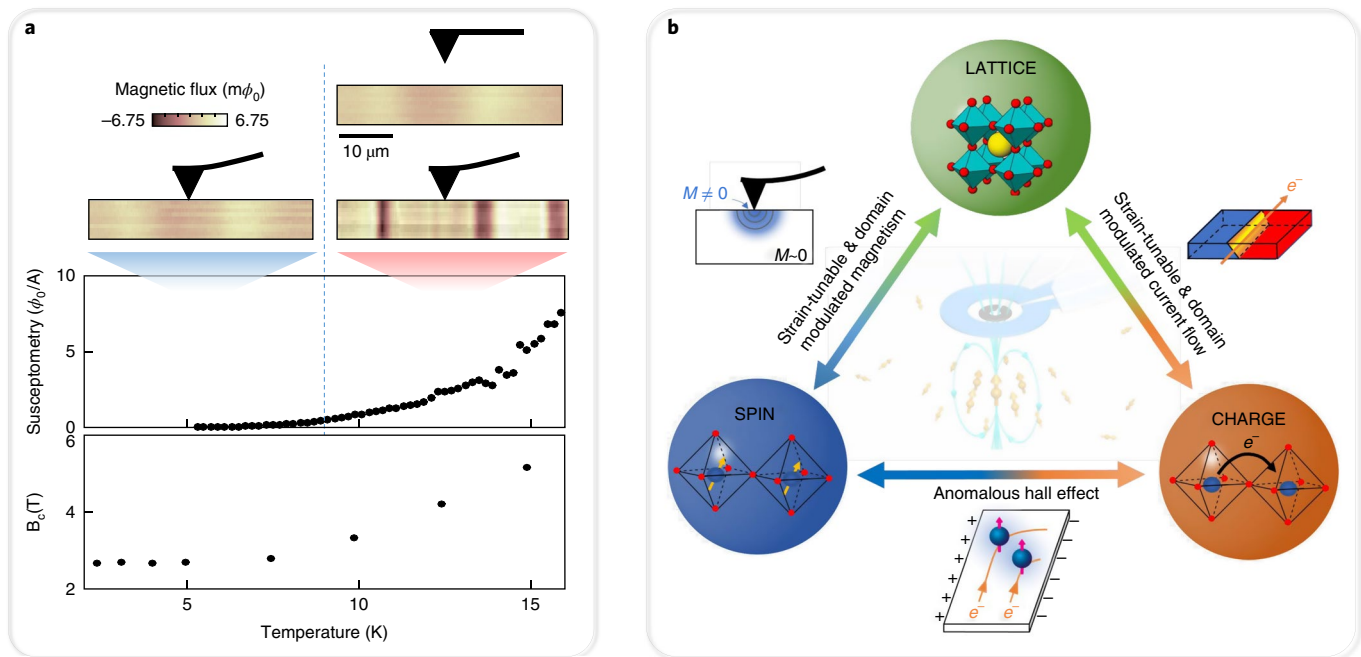 a
Magnetic flux (mϕ₀)
−6.75 6.75
10 μm
Susceptometry (ϕ₀/A)
10
5
0
B_c(T)
6
4
2
5 10 15
Temperature (K)
b
LATTICE
M ≠ 0
M~0
e⁻
Strain-tunable & domain
modulated magnetism
Strain-tunable & domain
modulated current flow
SPIN
CHARGE
e⁻
Anomalous hall effect
+ + + + + +
− − − − − −
e⁻ e⁻